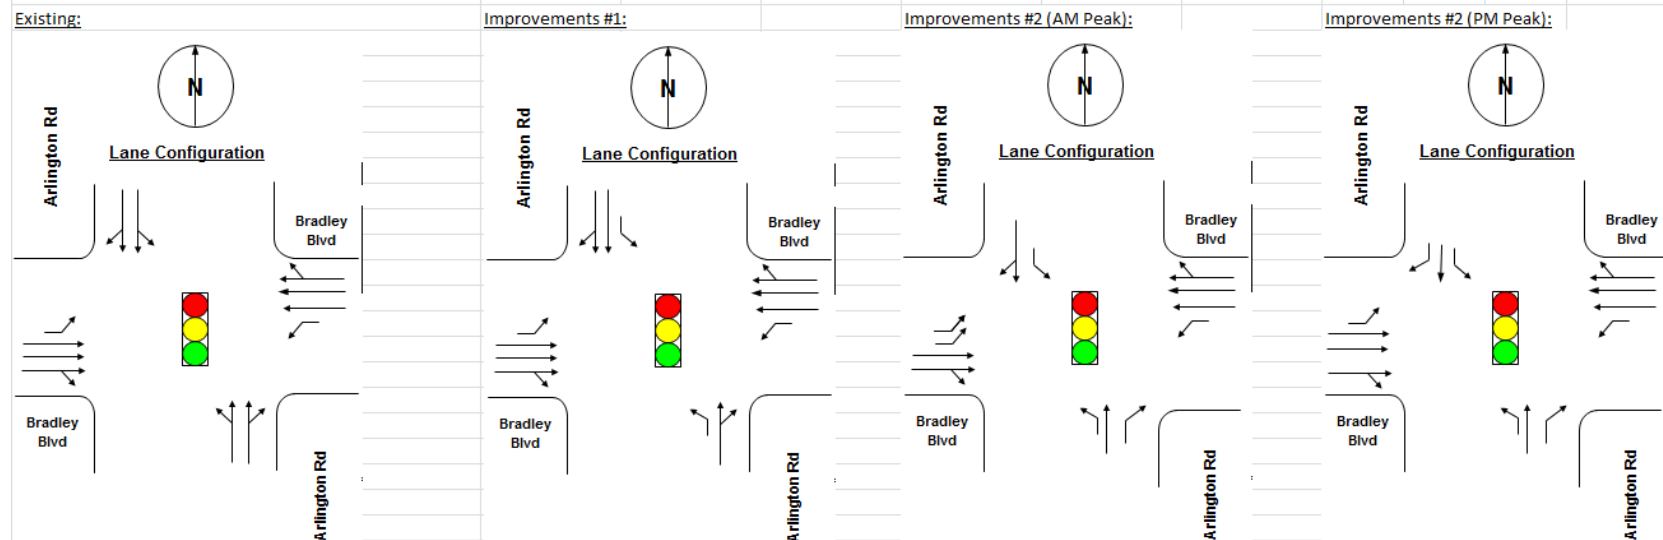 Existing:
Improvements #1:
Improvements #2 (AM Peak):
Improvements #2 (PM Peak):
N
Arlington Rd
Lane Configuration
Bradley
Blvd
Bradley
Blvd
Arlington Rd
N
Arlington Rd
Lane Configuration
Bradley
Blvd
Bradley
Blvd
Arlington Rd
N
Arlington Rd
Lane Configuration
Bradley
Blvd
Bradley
Blvd
Arlington Rd
N
Arlington Rd
Lane Configuration
Bradley
Blvd
Bradley
Blvd
Arlington Rd